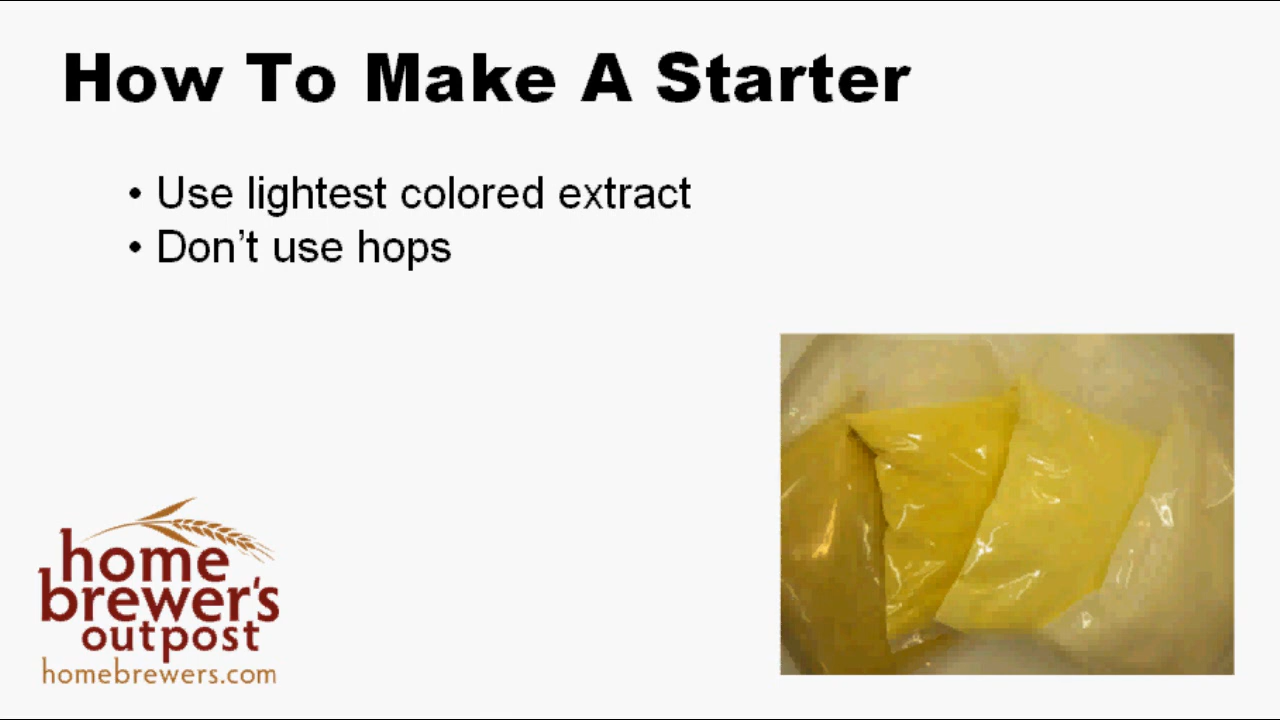 How To Make A Starter
• Use lightest colored extract
• Don’t use hops
home
brewer's
outpost
homebrewers.com